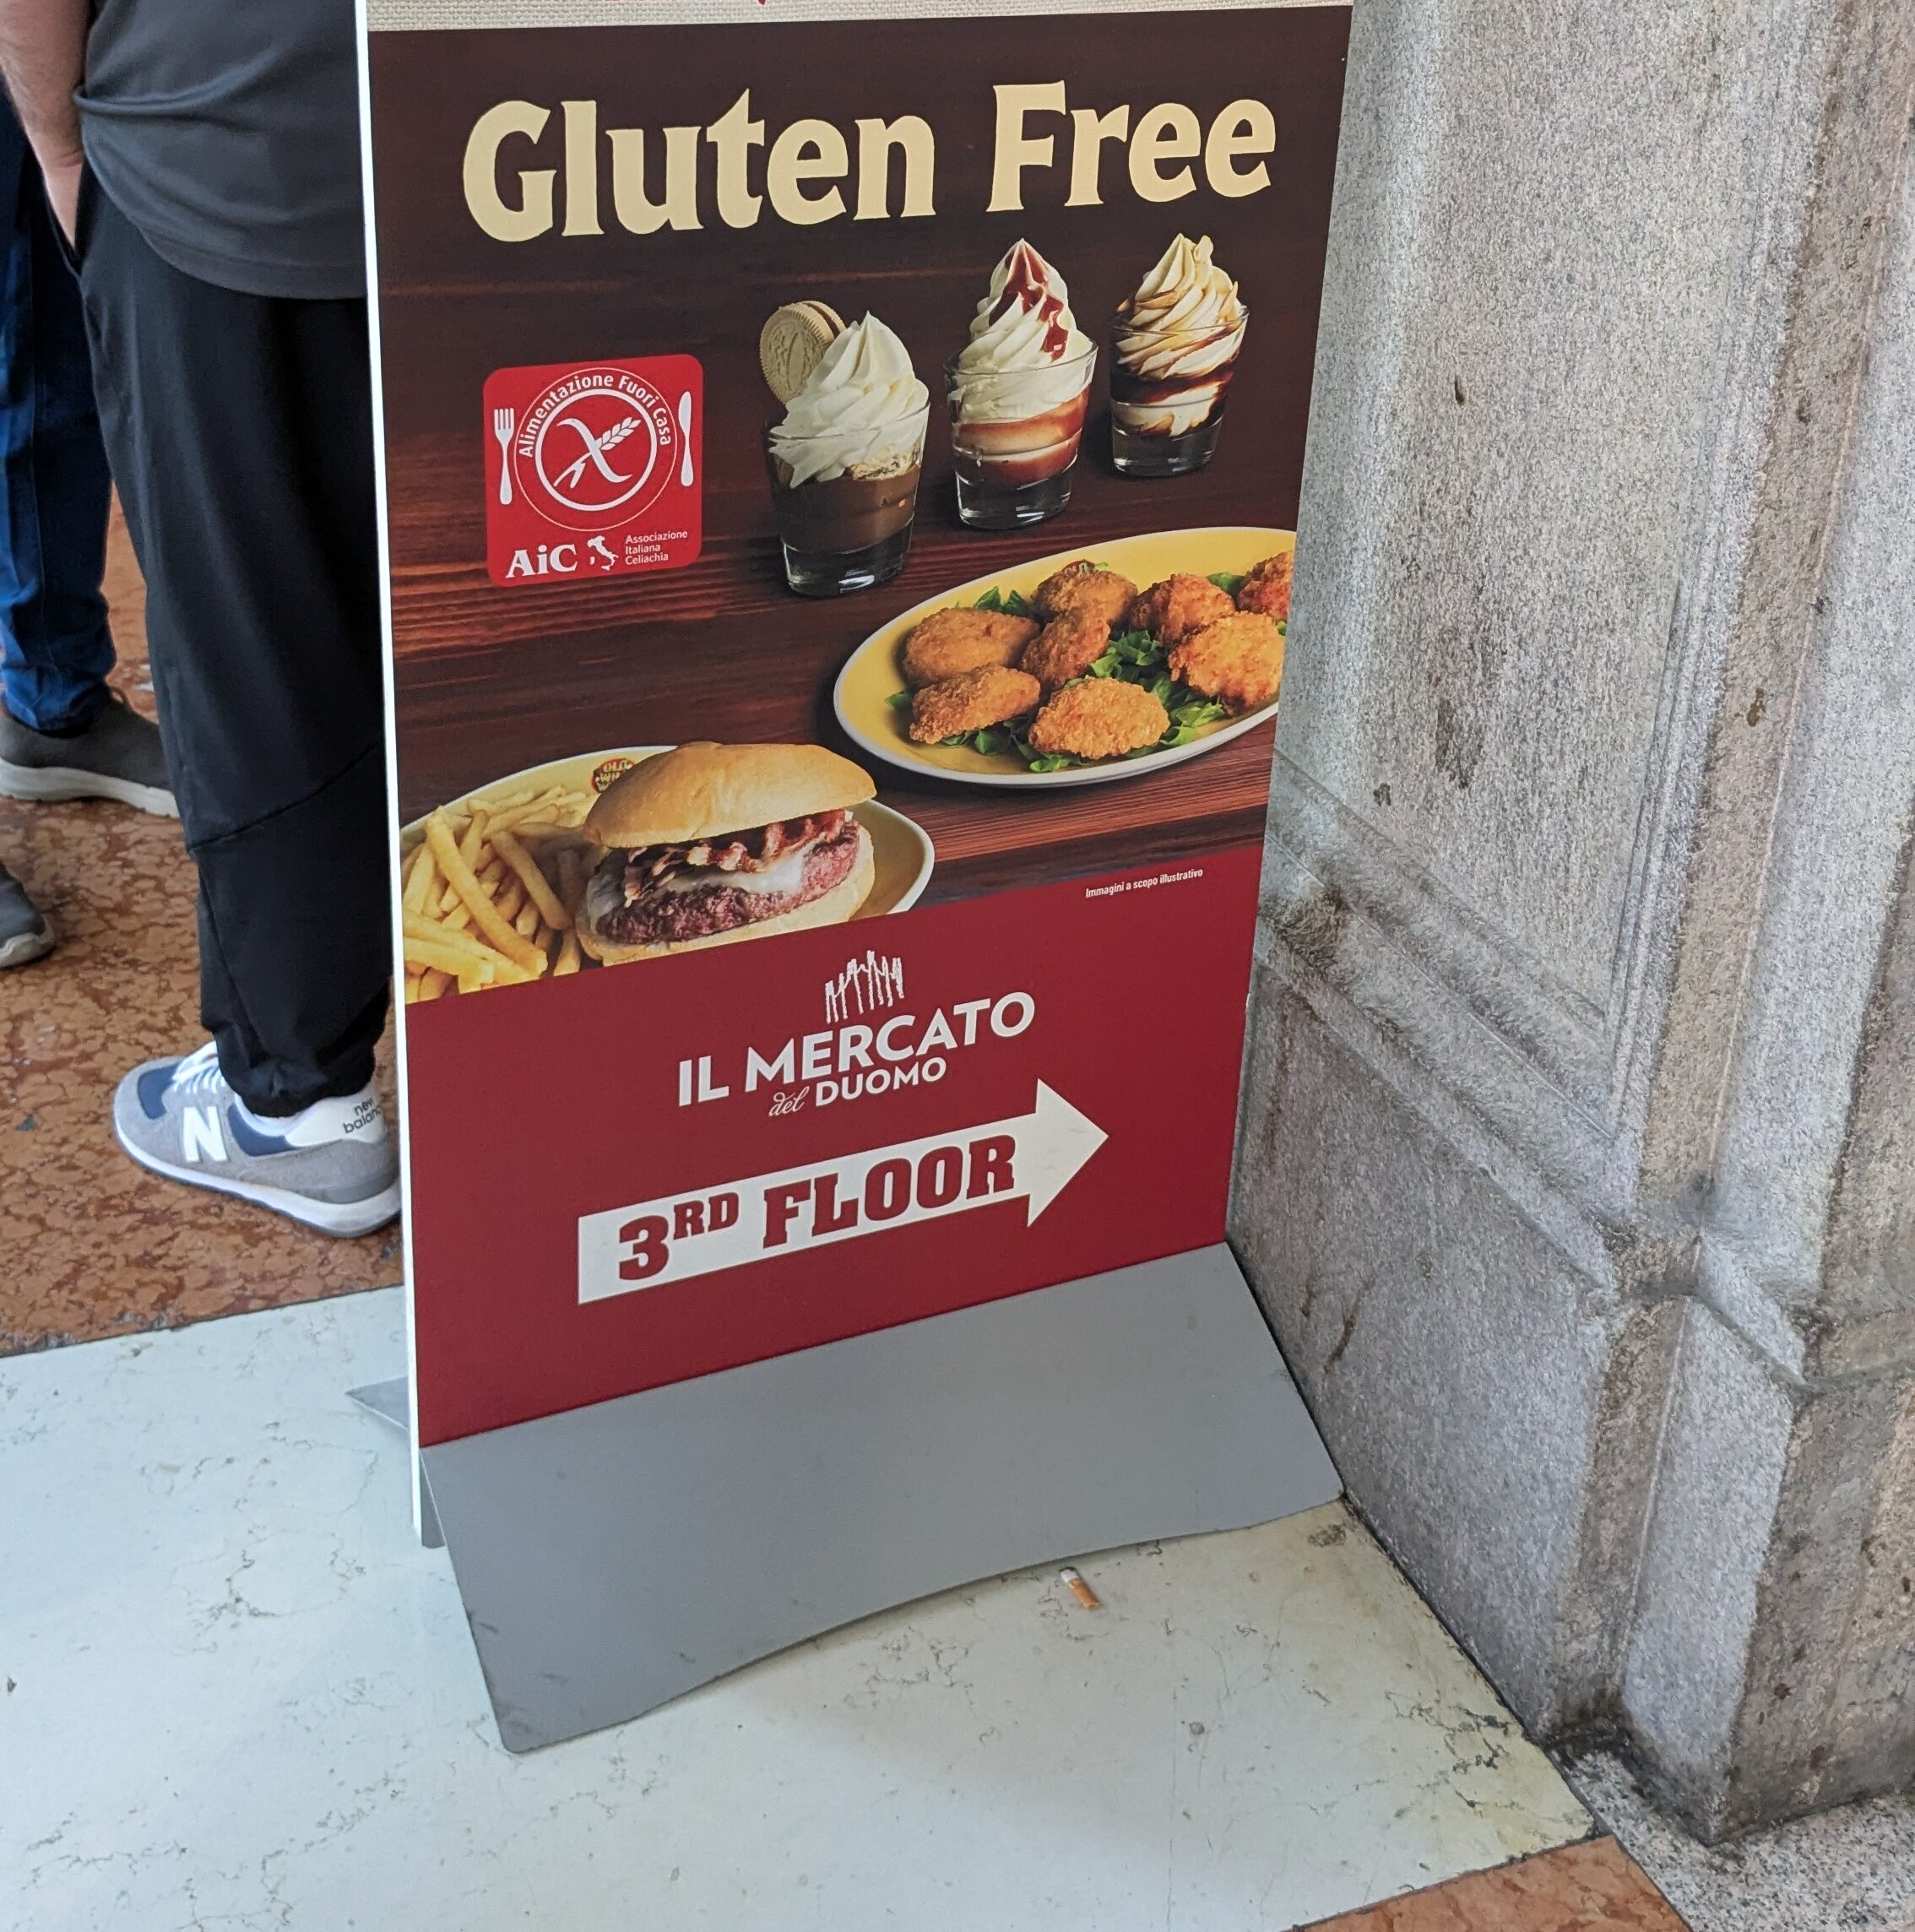 Gluten Free
Alimentazione Fuori Casa
AiC
Associazione
Italiana
Celiachia
OLD
Immagini a scopo illustrativo
IL MERCATO
del DUOMO
3RD FLOOR
N
new
balance